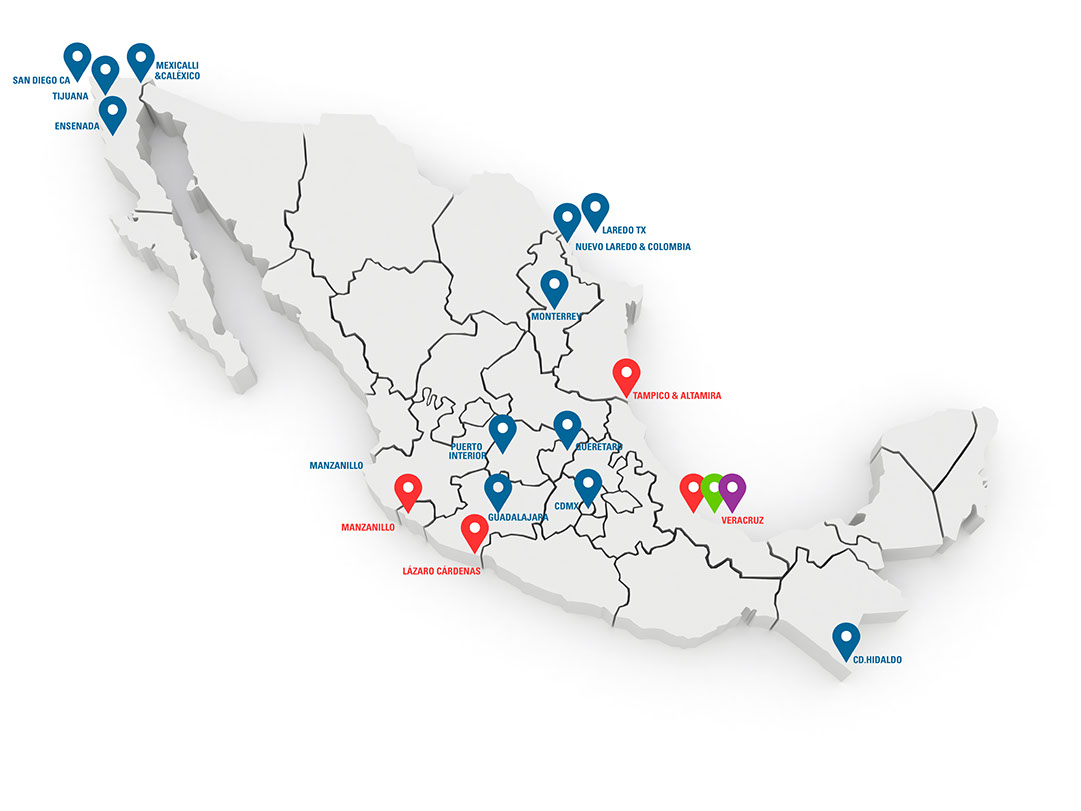 MEXICALLI
&CALÉXICO
SAN DIEGO CA
TIJUANA
ENSENADA
LAREDO TX
NUEVO LAREDO & COLOMBIA
MONTERREY
TAMPICO & ALTAMIRA
PUERTO
INTERIOR
QUERETARO
MANZANILLO
CDMX
GUADALAJARA
VERACRUZ
MANZANILLO
LÁZARO CÁRDENAS
CD.HIDALDO